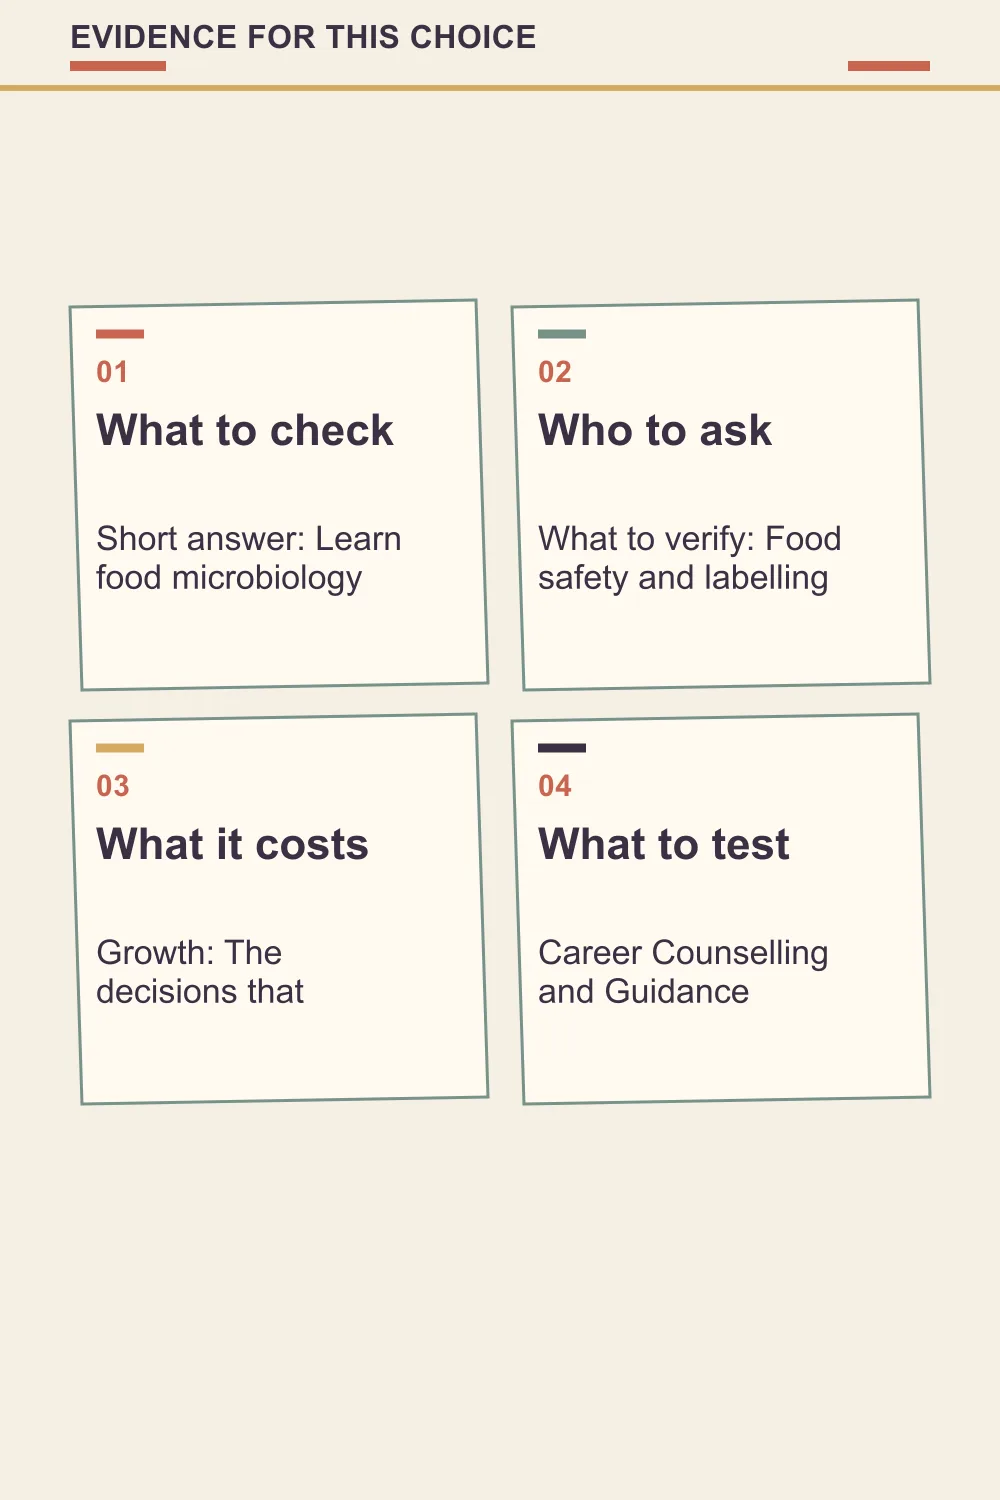 EVIDENCE FOR THIS CHOICE
01
What to check
Short answer: Learn
food microbiology
02
Who to ask
What to verify: Food
safety and labelling
03
What it costs
Growth: The
decisions that
04
What to test
Career Counselling
and Guidance